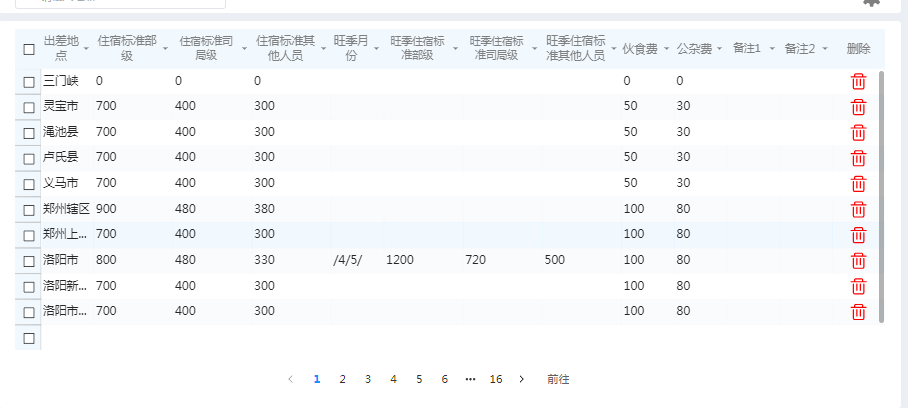 出差地点 住宿标准部级 住宿标准司局级 住宿标准其他人员 旺季月份 旺季住宿标准部级 旺季住宿标准司局级 旺季住宿标准其他人员 伙食费 公杂费 备注1 备注2 删除
三门峡 0 0 0 0 0
灵宝市 700 400 300 50 30
渑池县 700 400 300 50 30
卢氏县 700 400 300 50 30
义马市 700 400 300 50 30
郑州辖区 900 480 380 100 80
郑州上... 700 400 300 100 80
洛阳市 800 480 330 /4/5/ 1200 720 500 100 80
洛阳新... 700 400 300 100 80
洛阳市... 700 400 300 100 80
1 2 3 4 5 6 ... 16 前往